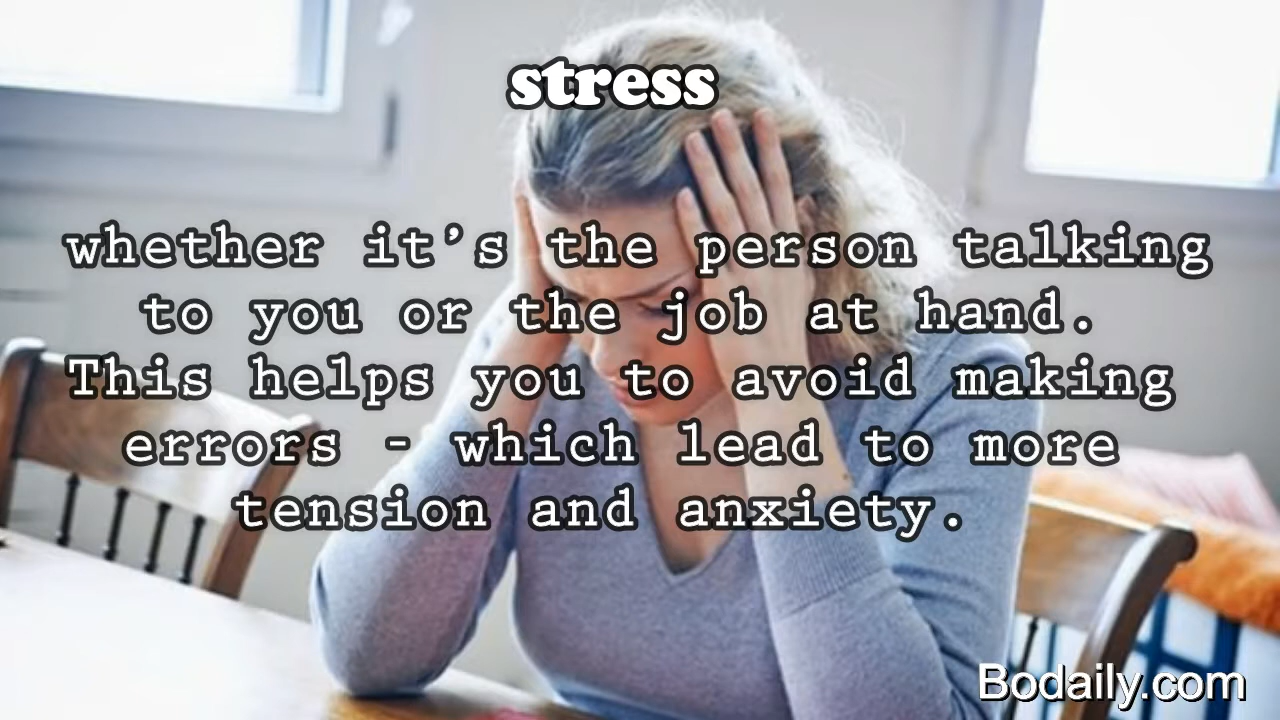 stress
whether it’s the person talking
to you or the job at hand.
This helps you to avoid making
errors - which lead to more
tension and anxiety.
Bodaily.com